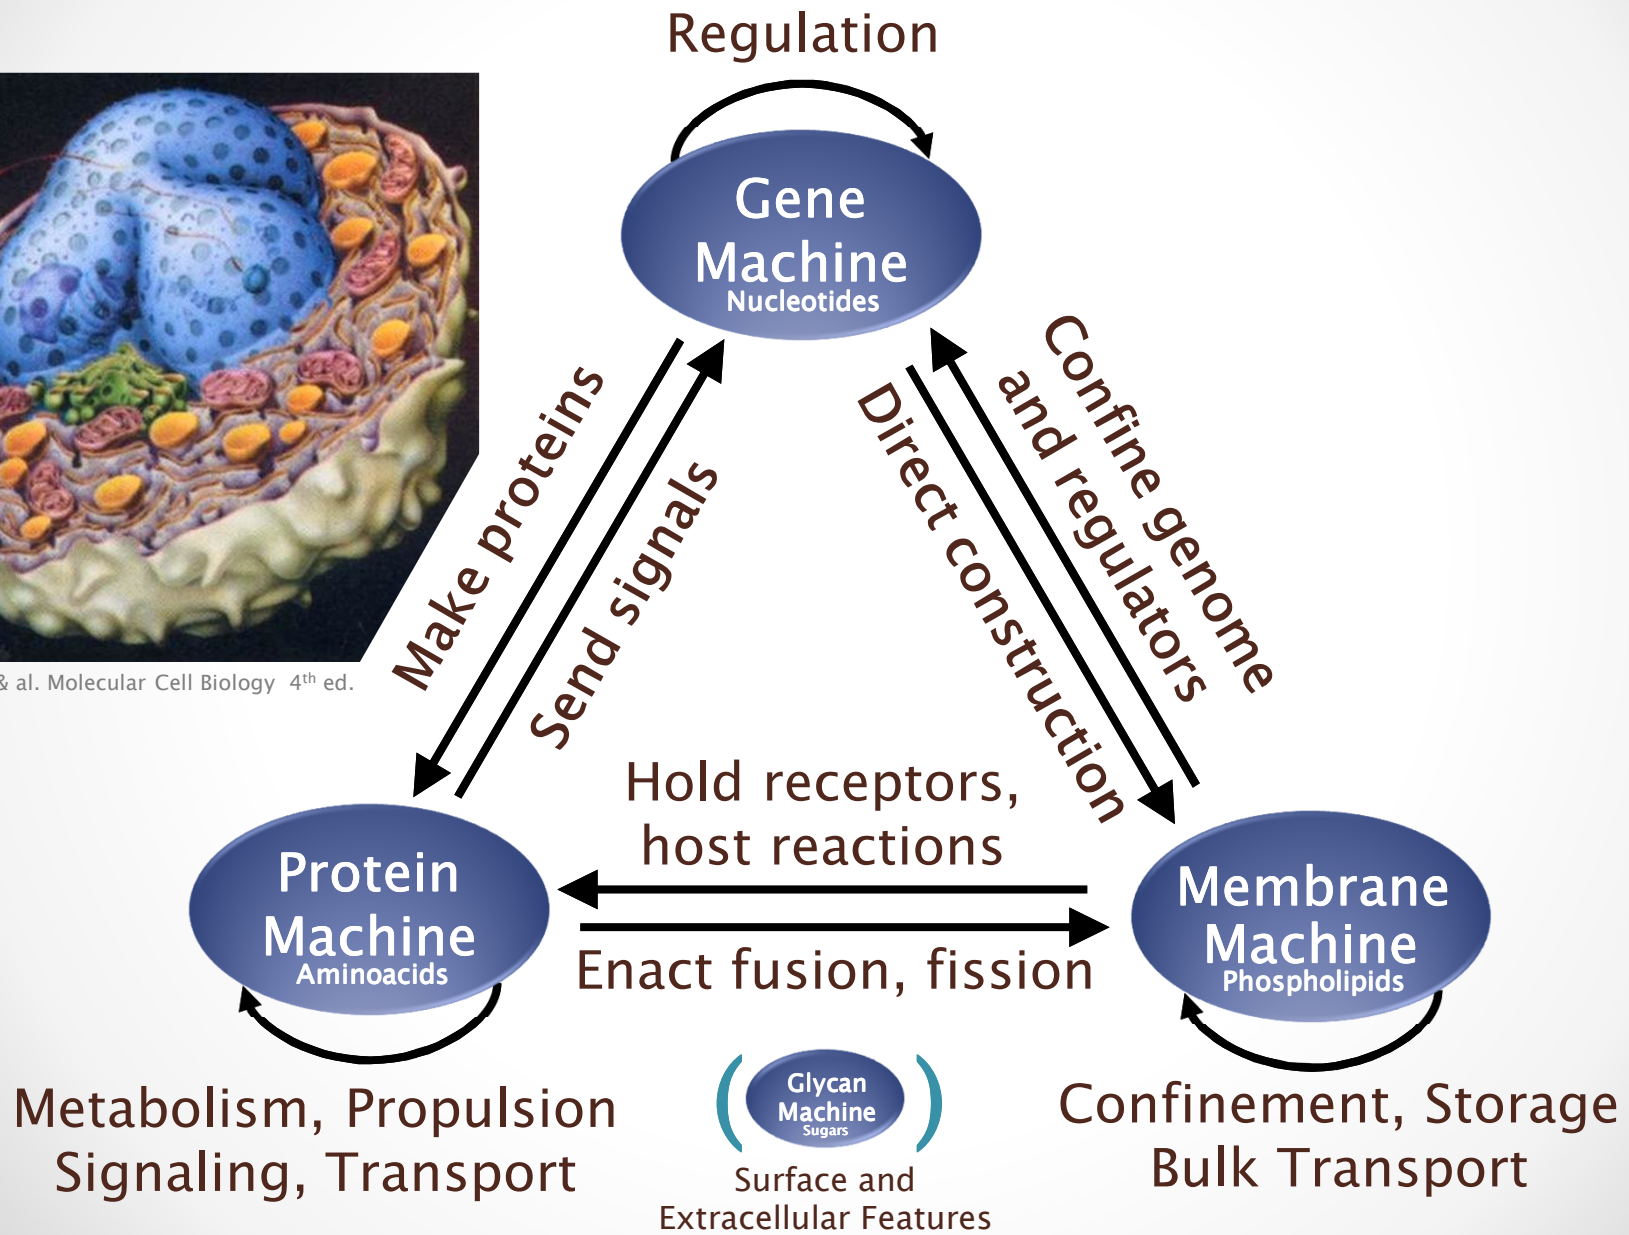 Regulation
Gene
Machine
Nucleotides
& al. Molecular Cell Biology 4th ed.
Make proteins
Send signals
Direct construction
Confine genome
and regulators
Hold receptors,
host reactions
Enact fusion, fission
Protein
Machine
Aminoacids
Membrane
Machine
Phospholipids
Metabolism, Propulsion
Signaling, Transport
(Glycan
Machine
Sugars)
Surface and
Extracellular Features
Confinement, Storage
Bulk Transport